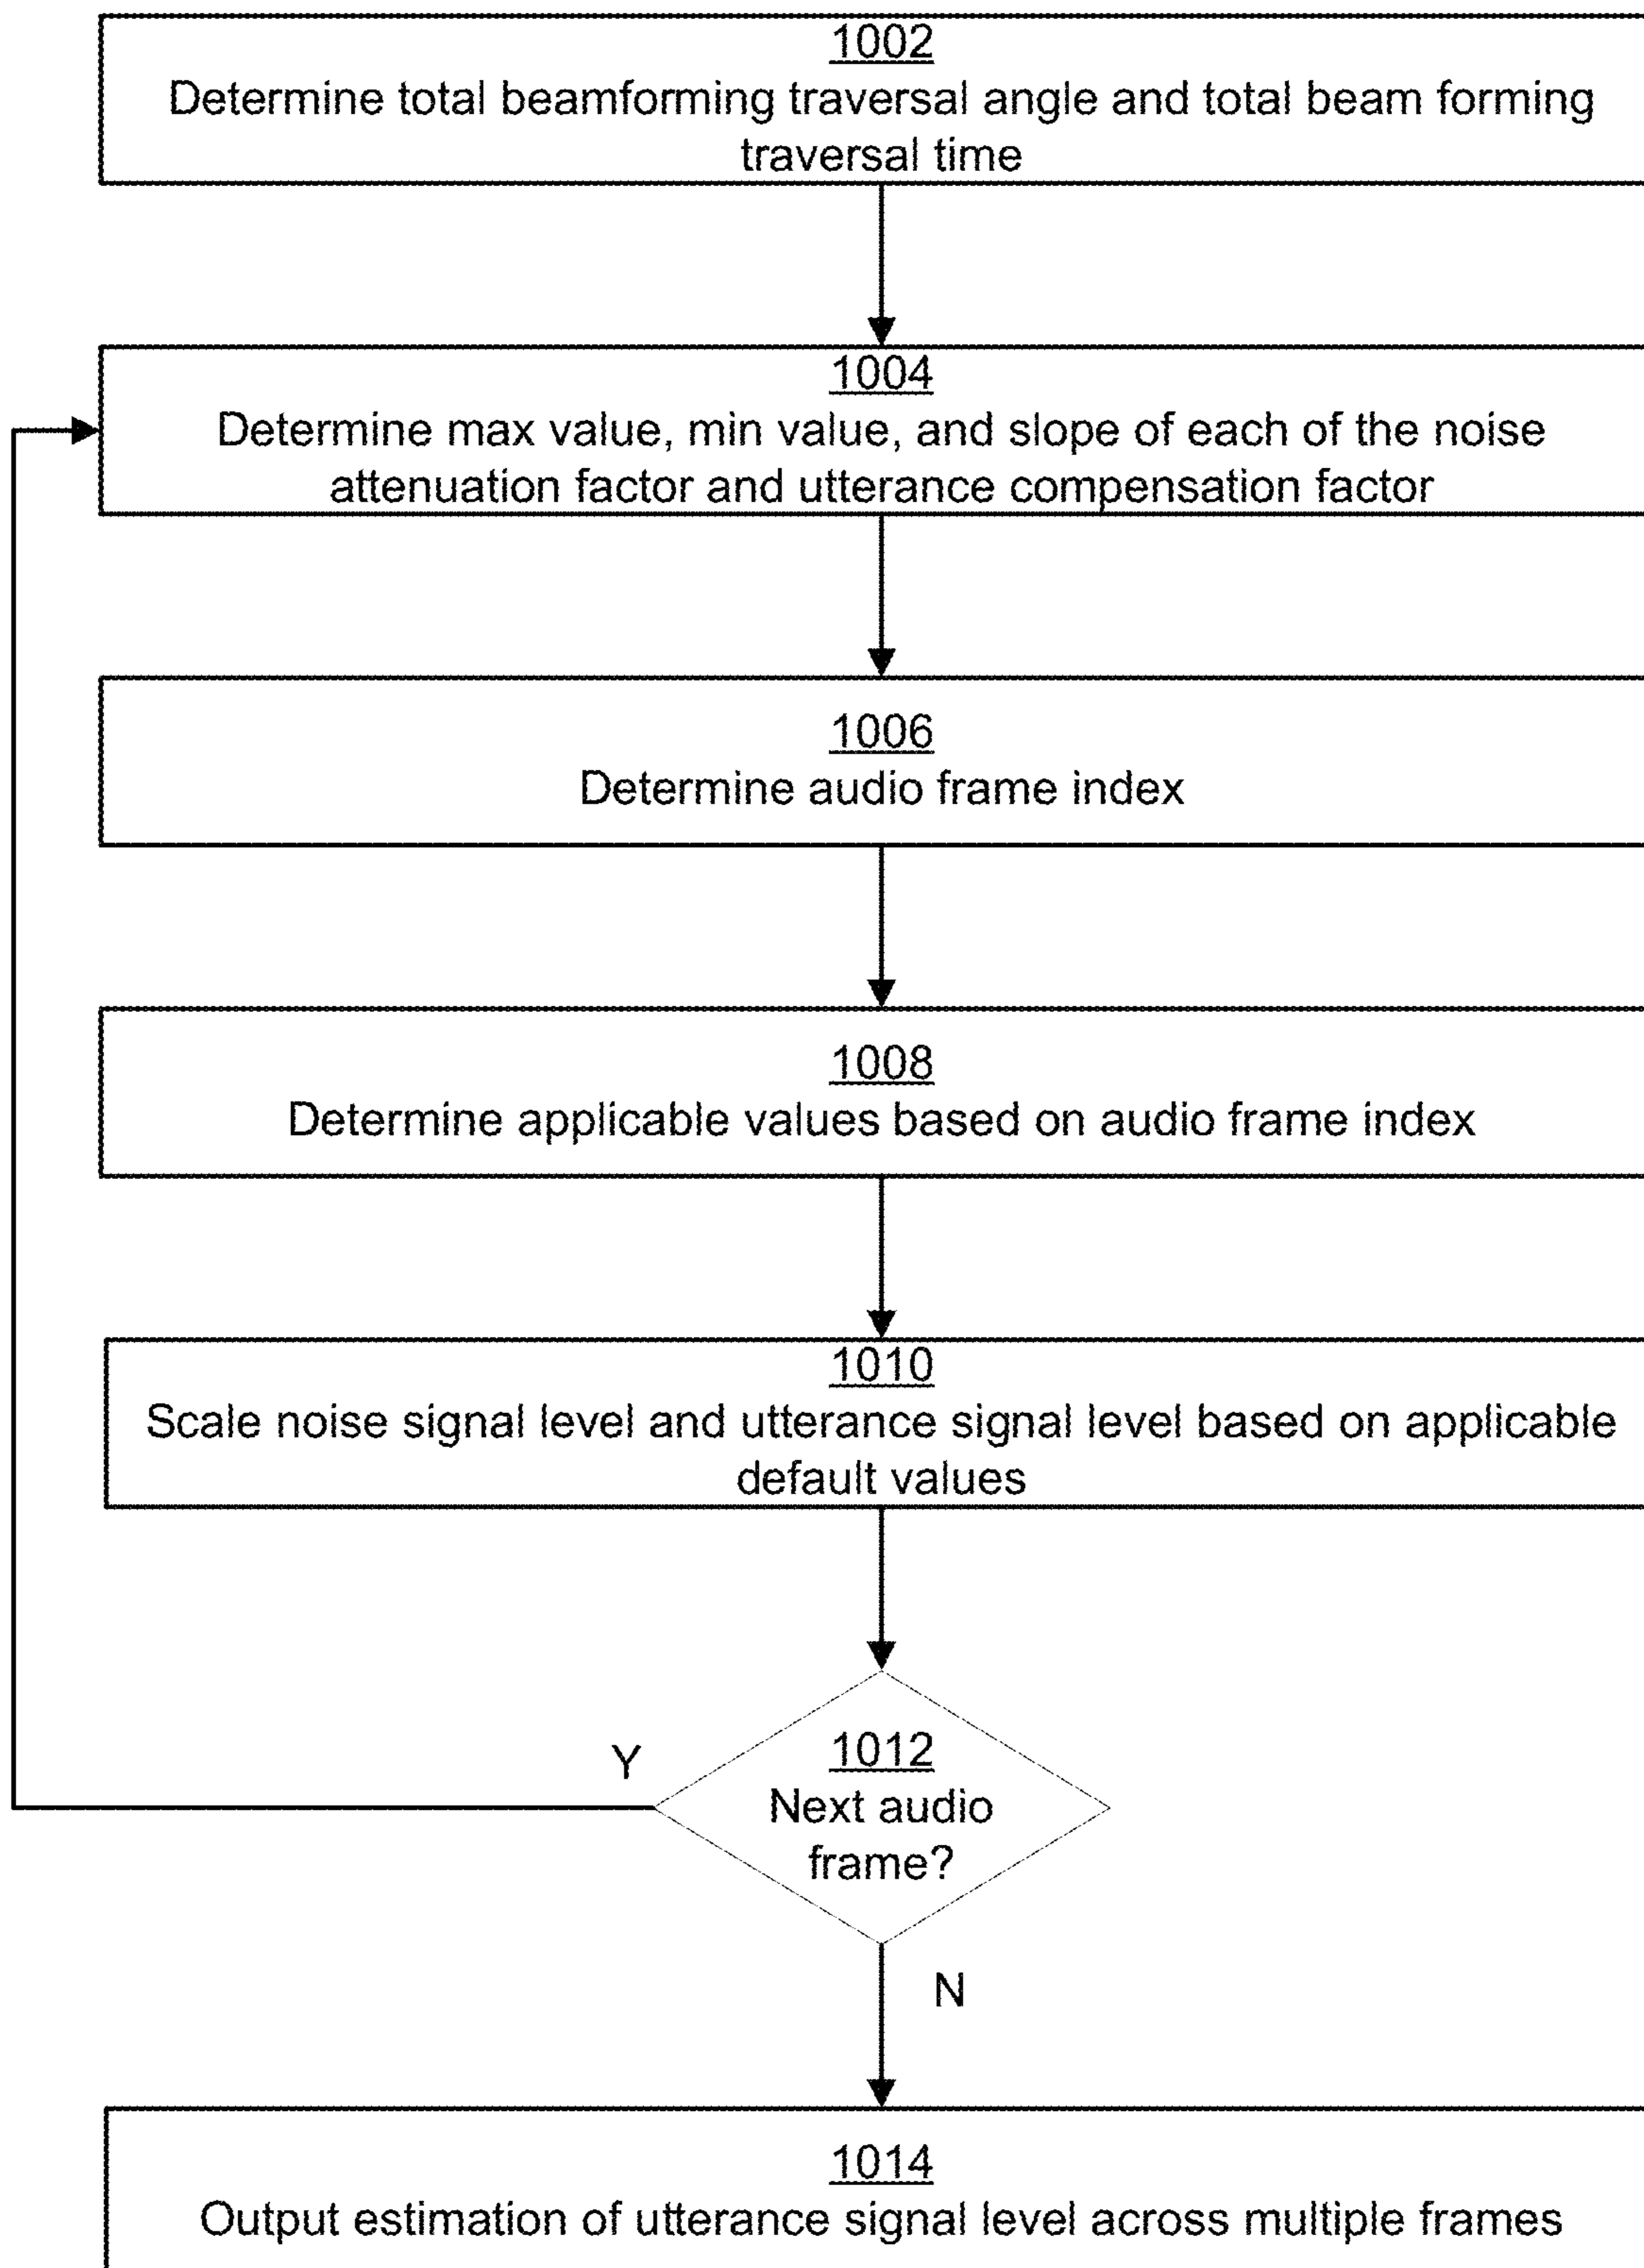 1002
Determine total beamforming traversal angle and total beam forming
traversal time
1004
Determine max value, min value, and slope of each of the noise
attenuation factor and utterance compensation factor
1006
Determine audio frame index
1008
Determine applicable values based on audio frame index
1010
Scale noise signal level and utterance signal level based on applicable
default values
1012
Next audio
frame?
Y
N
1014
Output estimation of utterance signal level across multiple frames